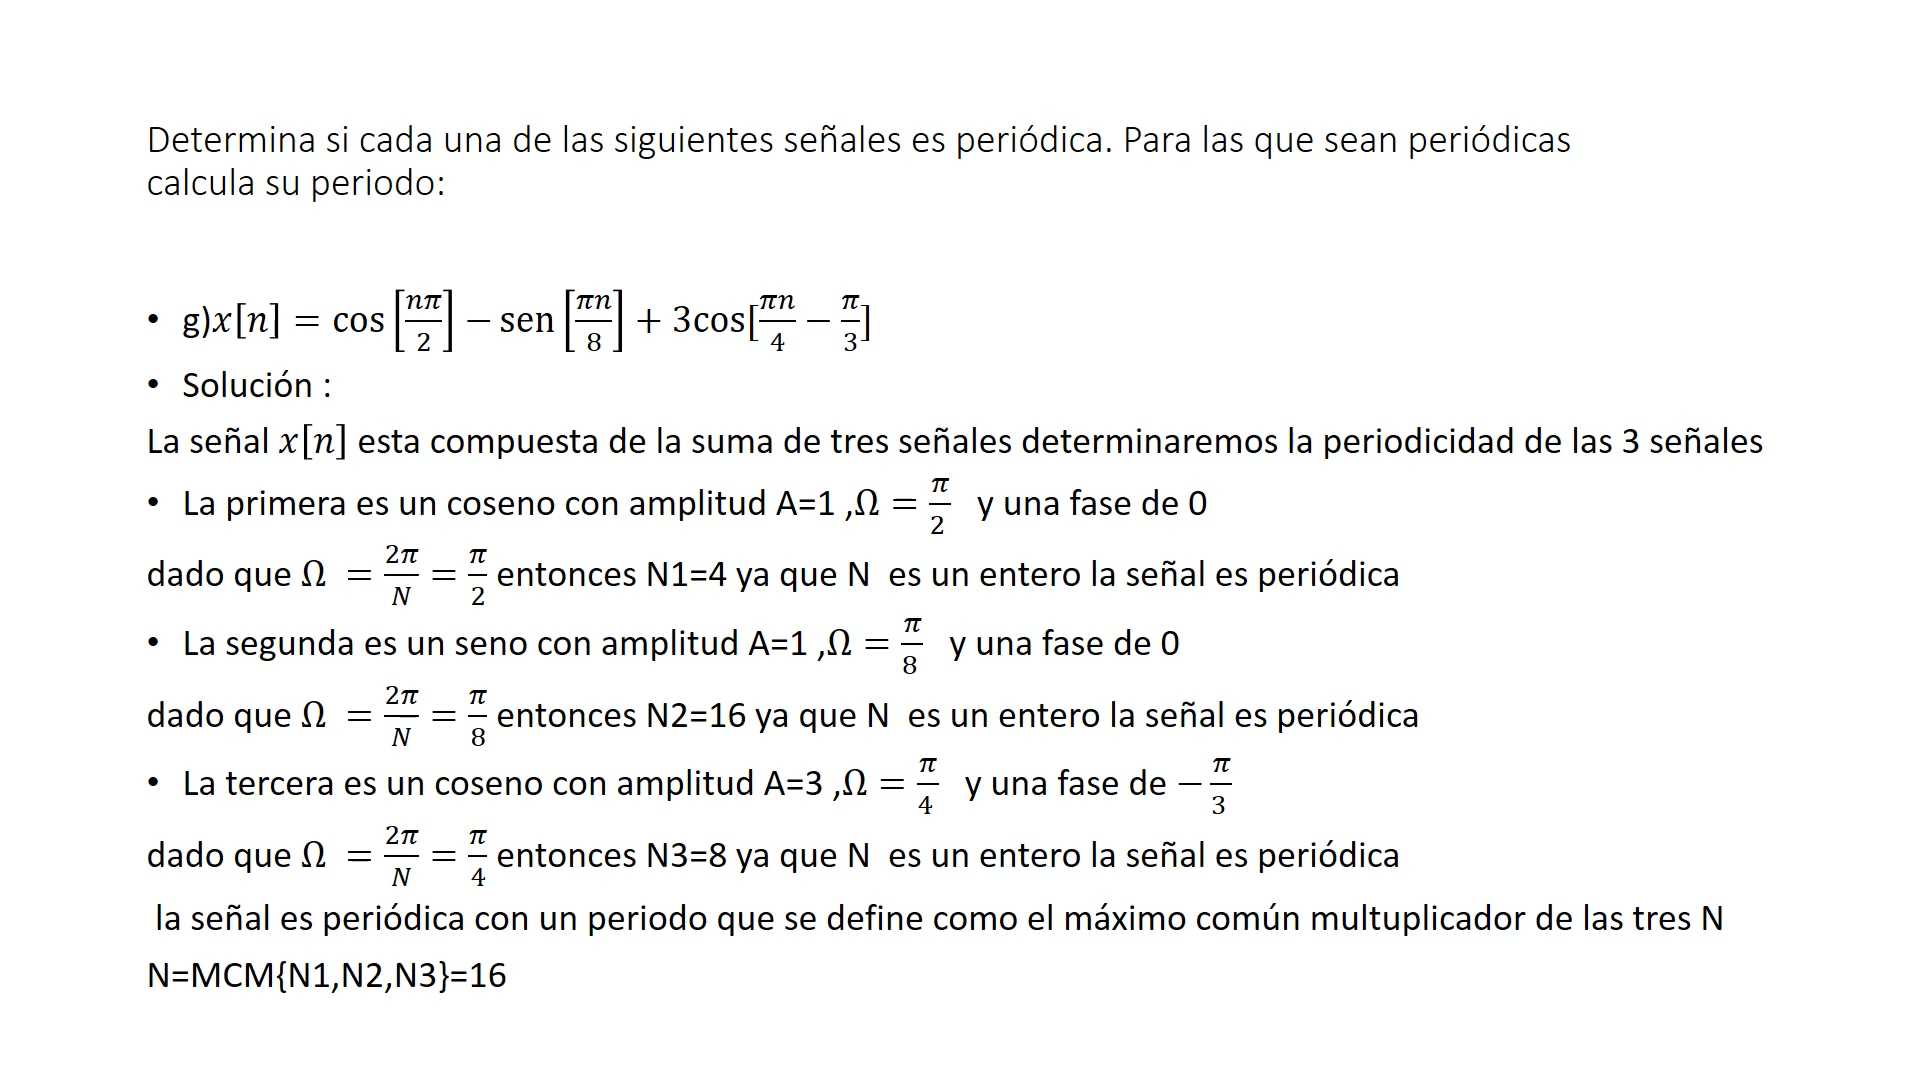 Determina si cada una de las siguientes señales es periódica. Para las que sean periódicas
calcula su periodo:
• g)x[n] = cos[nπ/2] − sen[πn/8] + 3cos[πn/4 − π/3]
• Solución :
La señal x[n] esta compuesta de la suma de tres señales determinaremos la periodicidad de las 3 señales
• La primera es un coseno con amplitud A=1 ,Ω = π/2 y una fase de 0
dado que Ω = 2π/N = π/2 entonces N1=4 ya que N es un entero la señal es periódica
• La segunda es un seno con amplitud A=1 ,Ω = π/8 y una fase de 0
dado que Ω = 2π/N = π/8 entonces N2=16 ya que N es un entero la señal es periódica
• La tercera es un coseno con amplitud A=3 ,Ω = π/4 y una fase de − π/3
dado que Ω = 2π/N = π/4 entonces N3=8 ya que N es un entero la señal es periódica
la señal es periódica con un periodo que se define como el máximo común multuplicador de las tres N
N=MCM{N1,N2,N3}=16